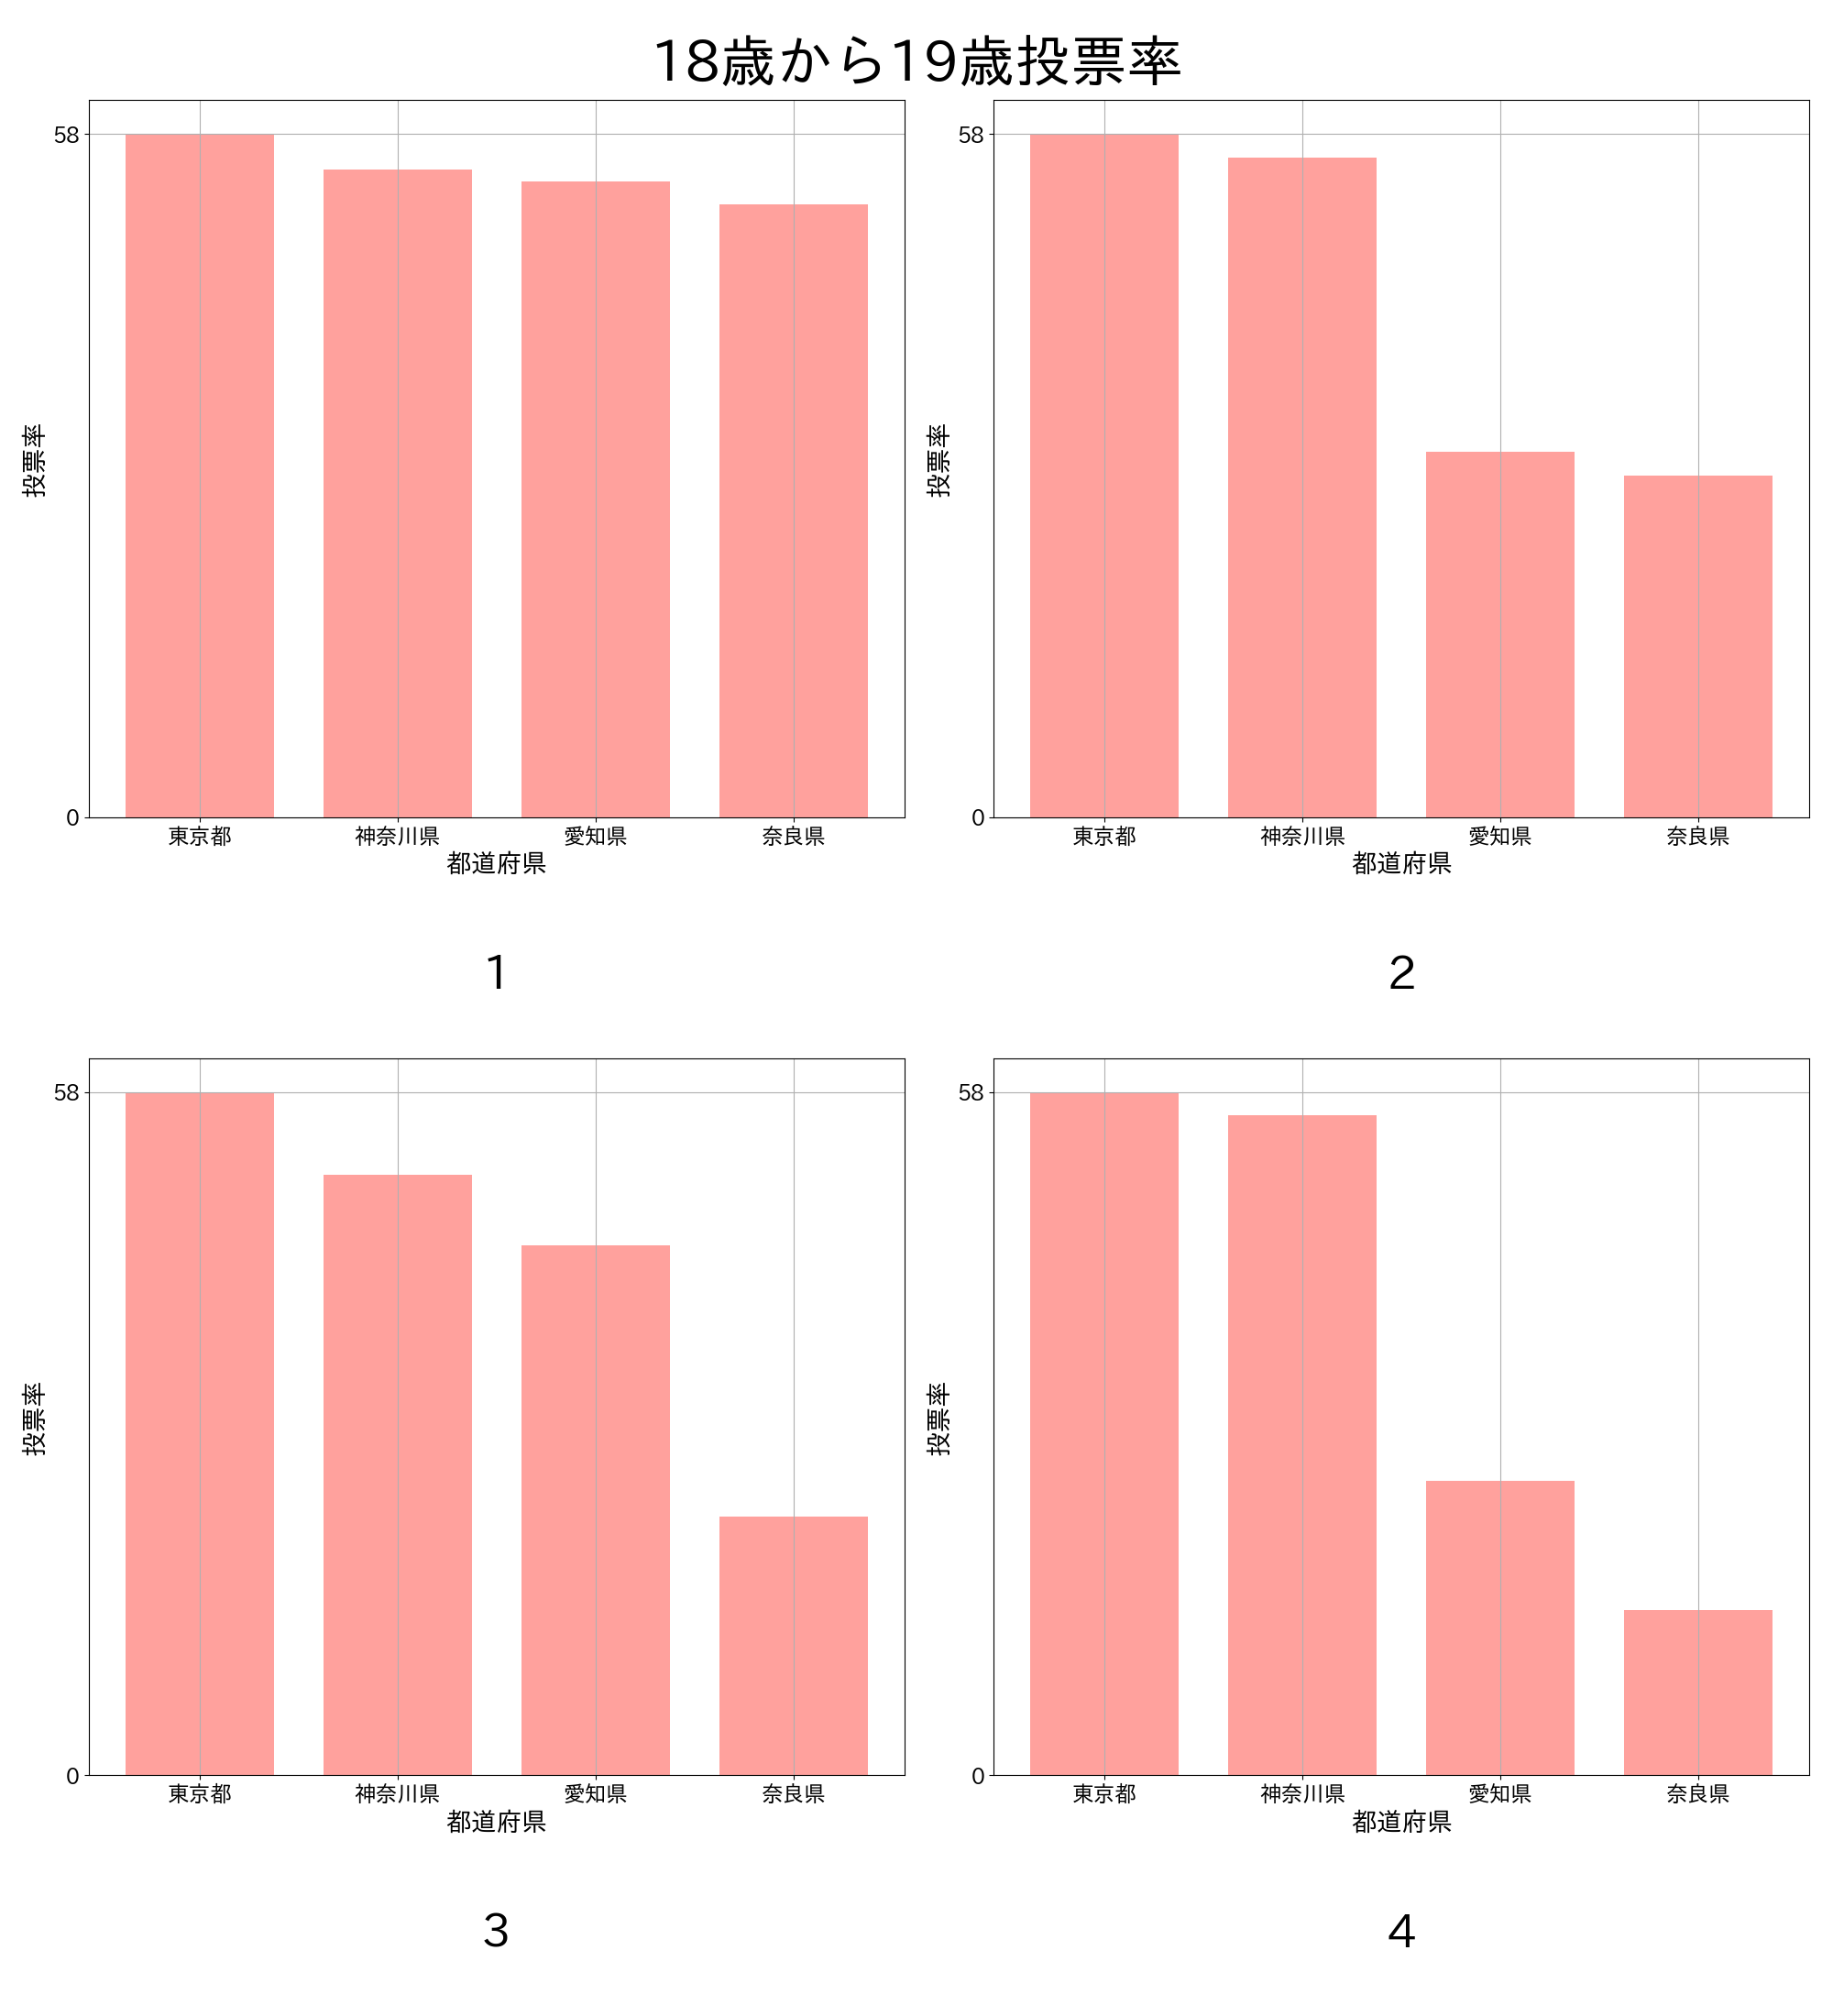 18歳から19歳投票率
58
0
投票率
東京都 神奈川県 愛知県 奈良県
都道府県
1
58
0
投票率
東京都 神奈川県 愛知県 奈良県
都道府県
2
58
0
投票率
東京都 神奈川県 愛知県 奈良県
都道府県
3
58
0
投票率
東京都 神奈川県 愛知県 奈良県
都道府県
4